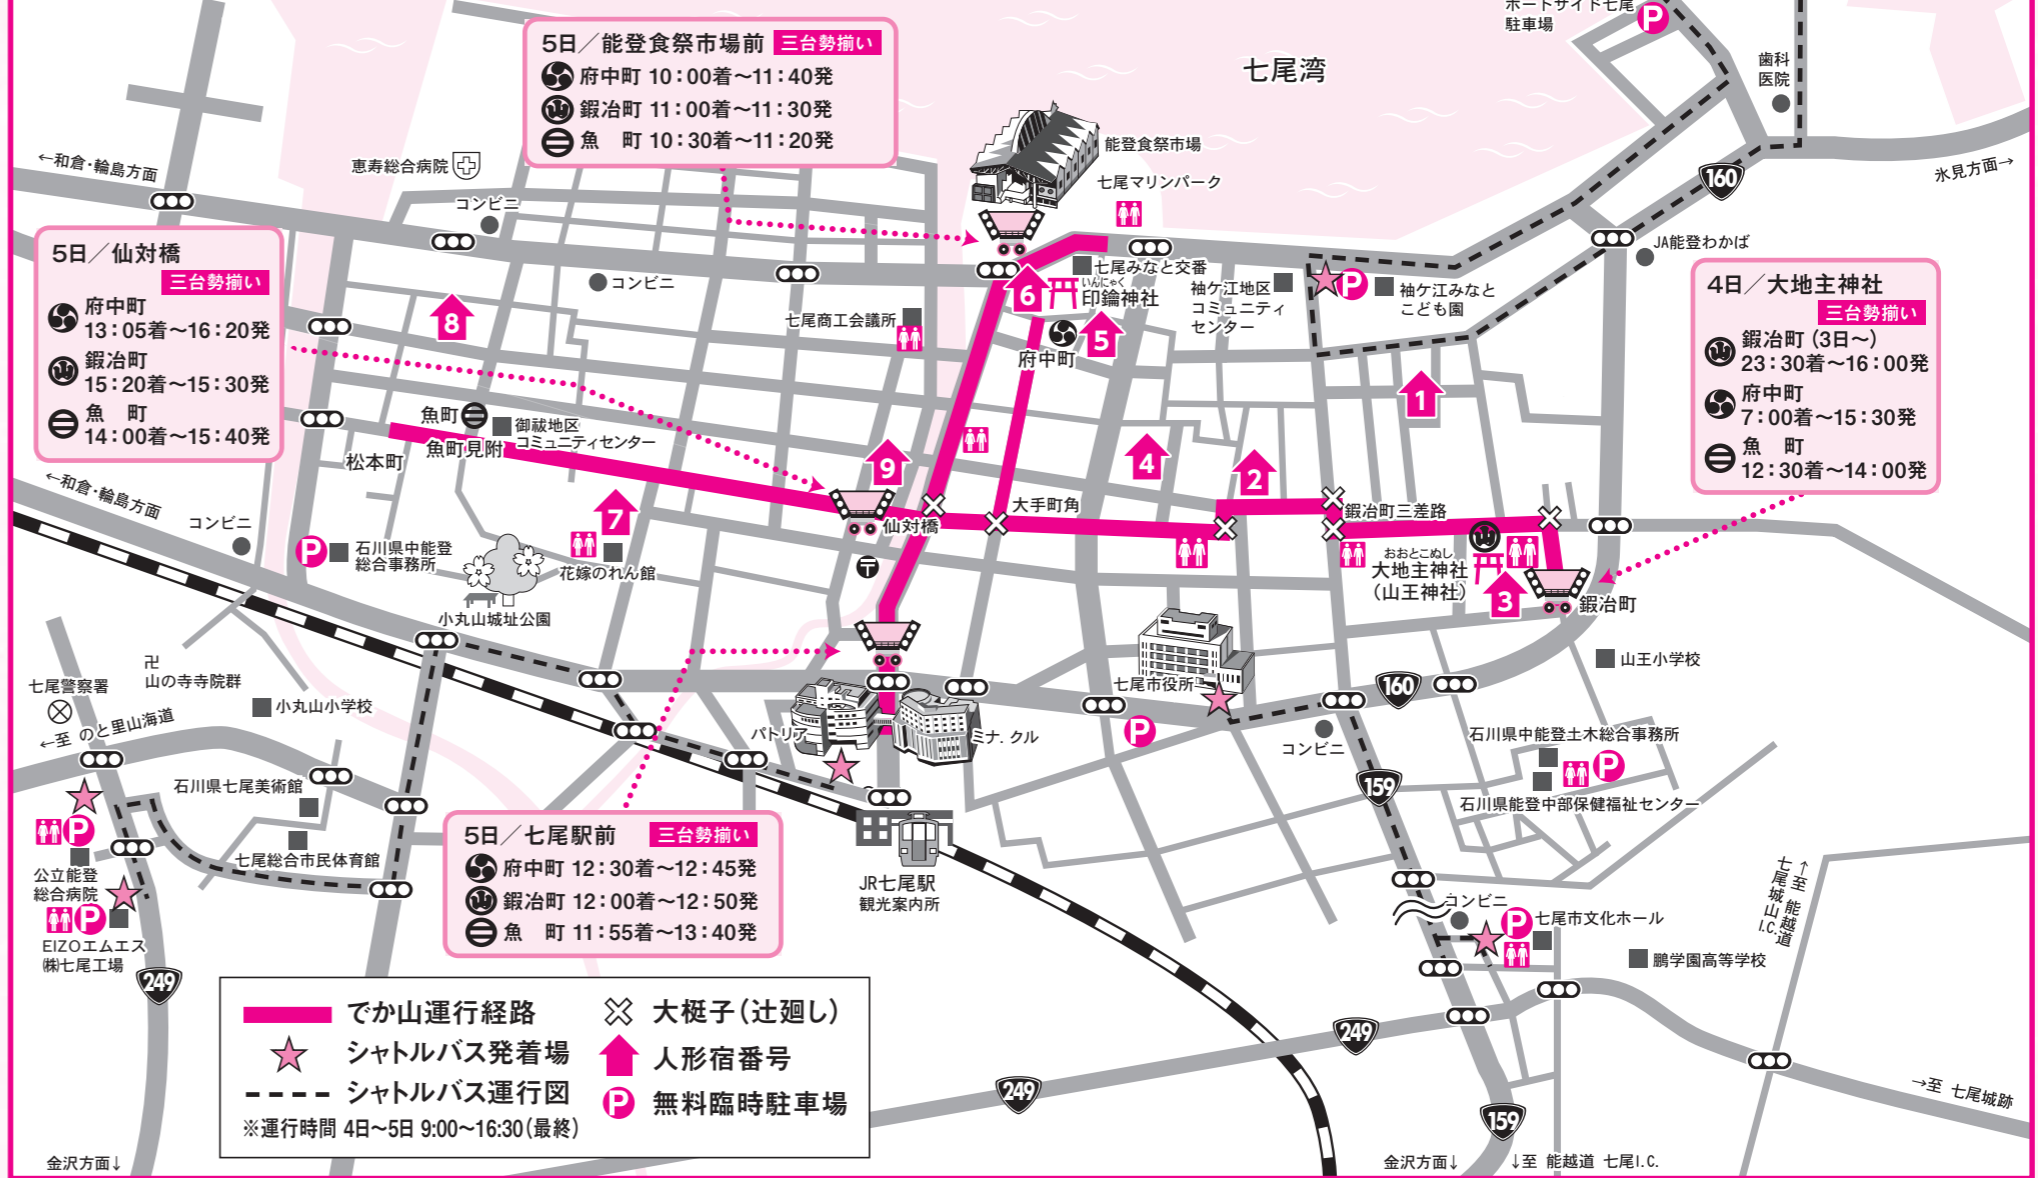 ポートサイド七尾
駐車場
P
歯科
医院
七尾湾
5日／能登食祭市場前 三台勢揃い
府中町 10：00着～11：40発
鍛冶町 11：00着～11：30発
魚　町 10：30着～11：20発
能登食祭市場
七尾マリンパーク
←和倉・輪島方面
恵寿総合病院
コンビニ
コンビニ
160
氷見方面→
JA能登わかば
5日／仙対橋
三台勢揃い
府中町
13：05着～16：20発
鍛冶町
15：20着～15：30発
魚　町
14：00着～15：40発
4日／大地主神社
三台勢揃い
鍛冶町（3日～）
23：30着～16：00発
府中町
7：00着～15：30発
魚　町
12：30着～14：00発
七尾みなと交番
いんにゃく
印鑰神社
6
5
府中町
袖ケ江地区
コミュニティ
センター
P
袖ケ江みなと
こども園
七尾商工会議所
8
1
魚町
御祓地区
コミュニティセンター
魚町見附
松本町
9
4
2
7
仙対橋
大手町角
鍛冶町三差路
おおとこぬし
大地主神社
（山王神社）
3
鍛冶町
←和倉・輪島方面
コンビニ
P
石川県中能登
総合事務所
花嫁のれん館
小丸山城址公園
〒
卍
山の寺寺院群
七尾警察署
小丸山小学校
←至 のと里山海道
石川県七尾美術館
七尾総合市民体育館
P
公立能登
総合病院
P
EIZOエムエス
㈱七尾工場
249
パトリア
ミナ.クル
七尾市役所
P
コンビニ
160
山王小学校
石川県中能登土木総合事務所
P
石川県能登中部保健福祉センター
159
5日／七尾駅前 三台勢揃い
府中町 12：30着～12：45発
鍛冶町 12：00着～12：50発
魚　町 11：55着～13：40発
JR七尾駅
観光案内所
コンビニ
P
七尾市文化ホール
鵬学園高等学校
↑至 能越道
七尾城山I.C.
249
249
159
→至 七尾城跡
でか山運行経路
シャトルバス発着場
シャトルバス運行図
※運行時間 4日～5日 9：00～16：30（最終）
大梃子（辻廻し）
人形宿番号
P 無料臨時駐車場
金沢方面↓
金沢方面↓
↓至 能越道 七尾I.C.